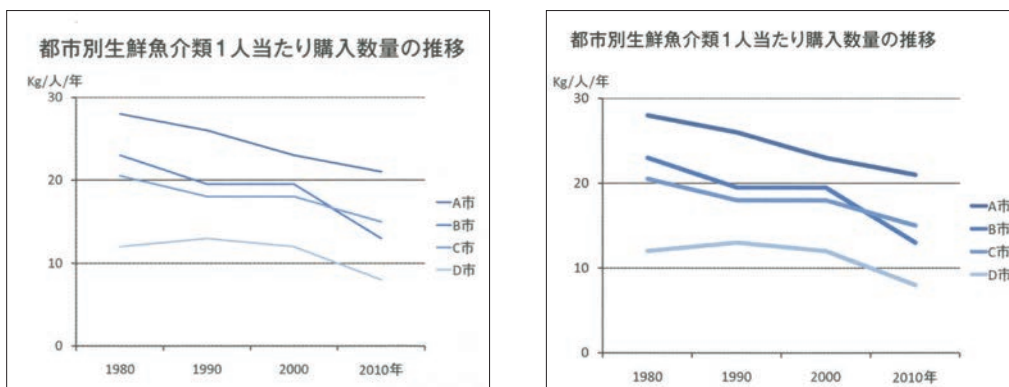 都市別生鮮魚介類1人当たり購入数量の推移
Kg/人/年
30
20
10
0
1980 1990 2000 2010年
A市
B市
C市
D市
都市別生鮮魚介類1人当たり購入数量の推移
Kg/人/年
30
20
10
0
1980 1990 2000 2010年
A市
B市
C市
D市